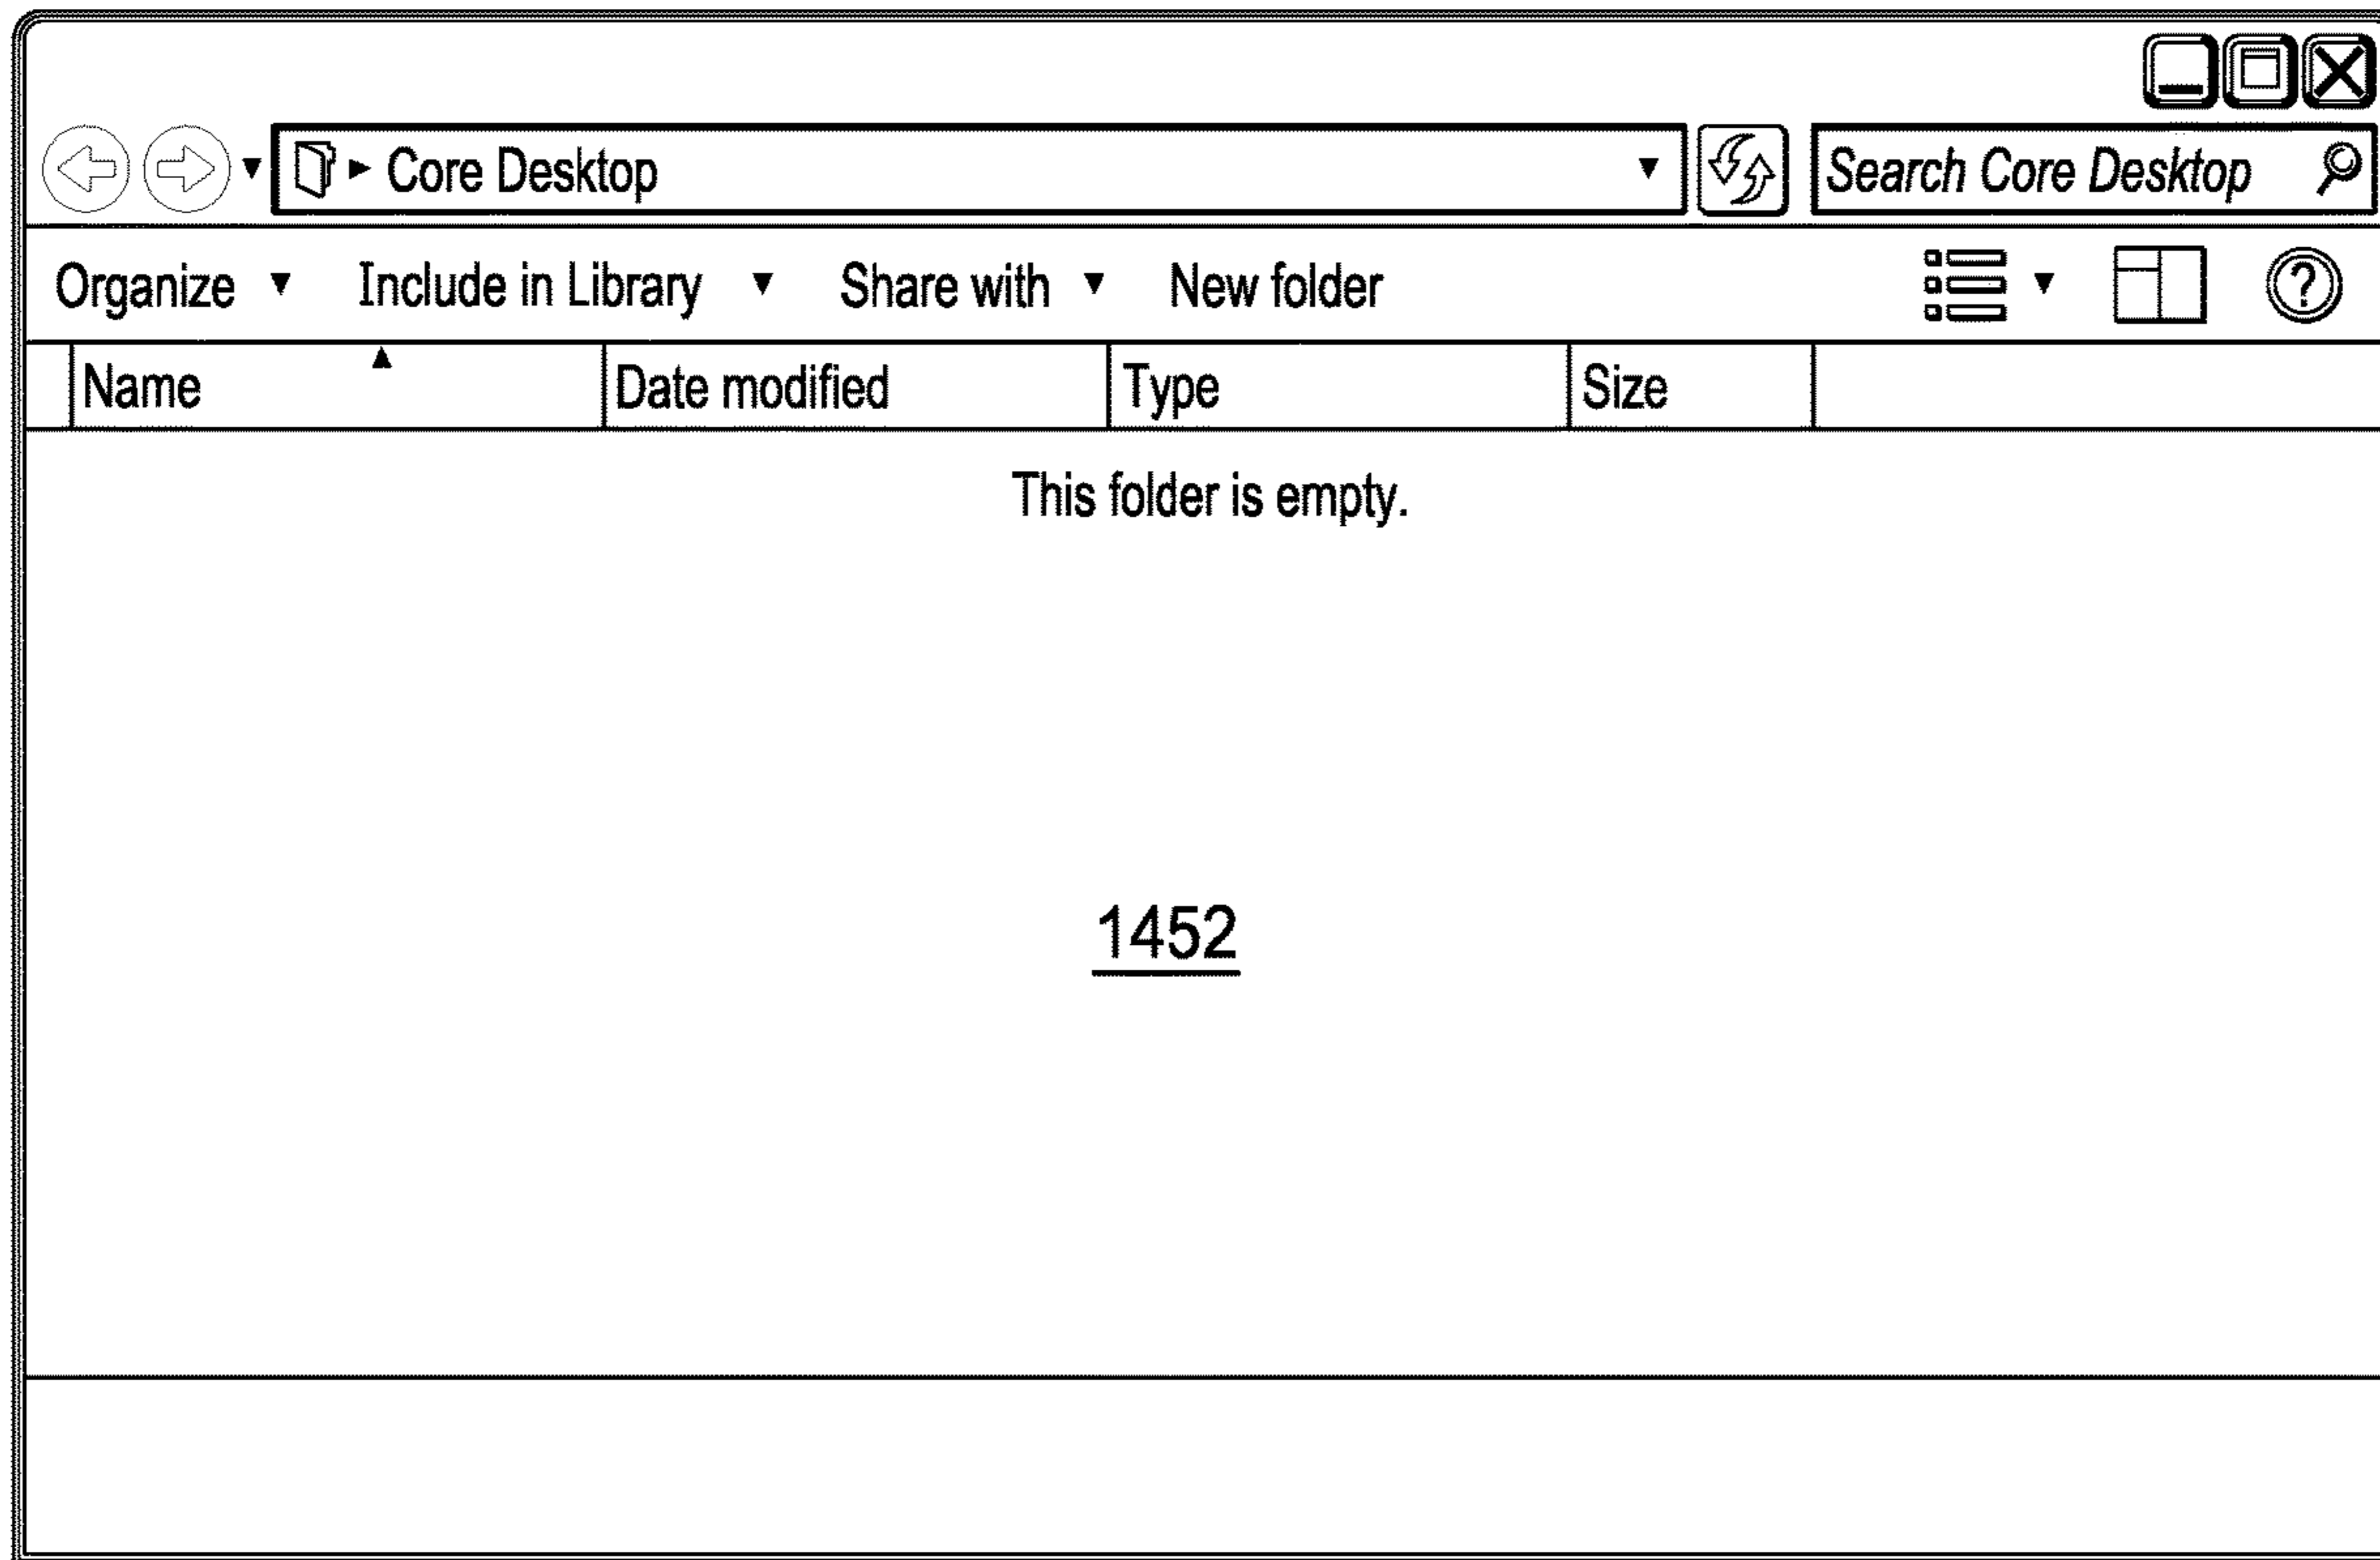 Core Desktop Search Core Desktop
Organize Include in Library Share with New folder ?
Name Date modified Type Size
This folder is empty.
1452